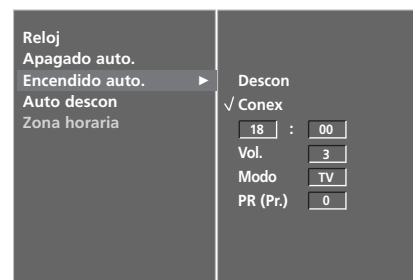 Reloj
Apagado auto.
Encendido auto. ►
Auto descon
Zona horaria
Descon
√ Conex
18 : 00
Vol. 3
Modo TV
PR (Pr.) 0